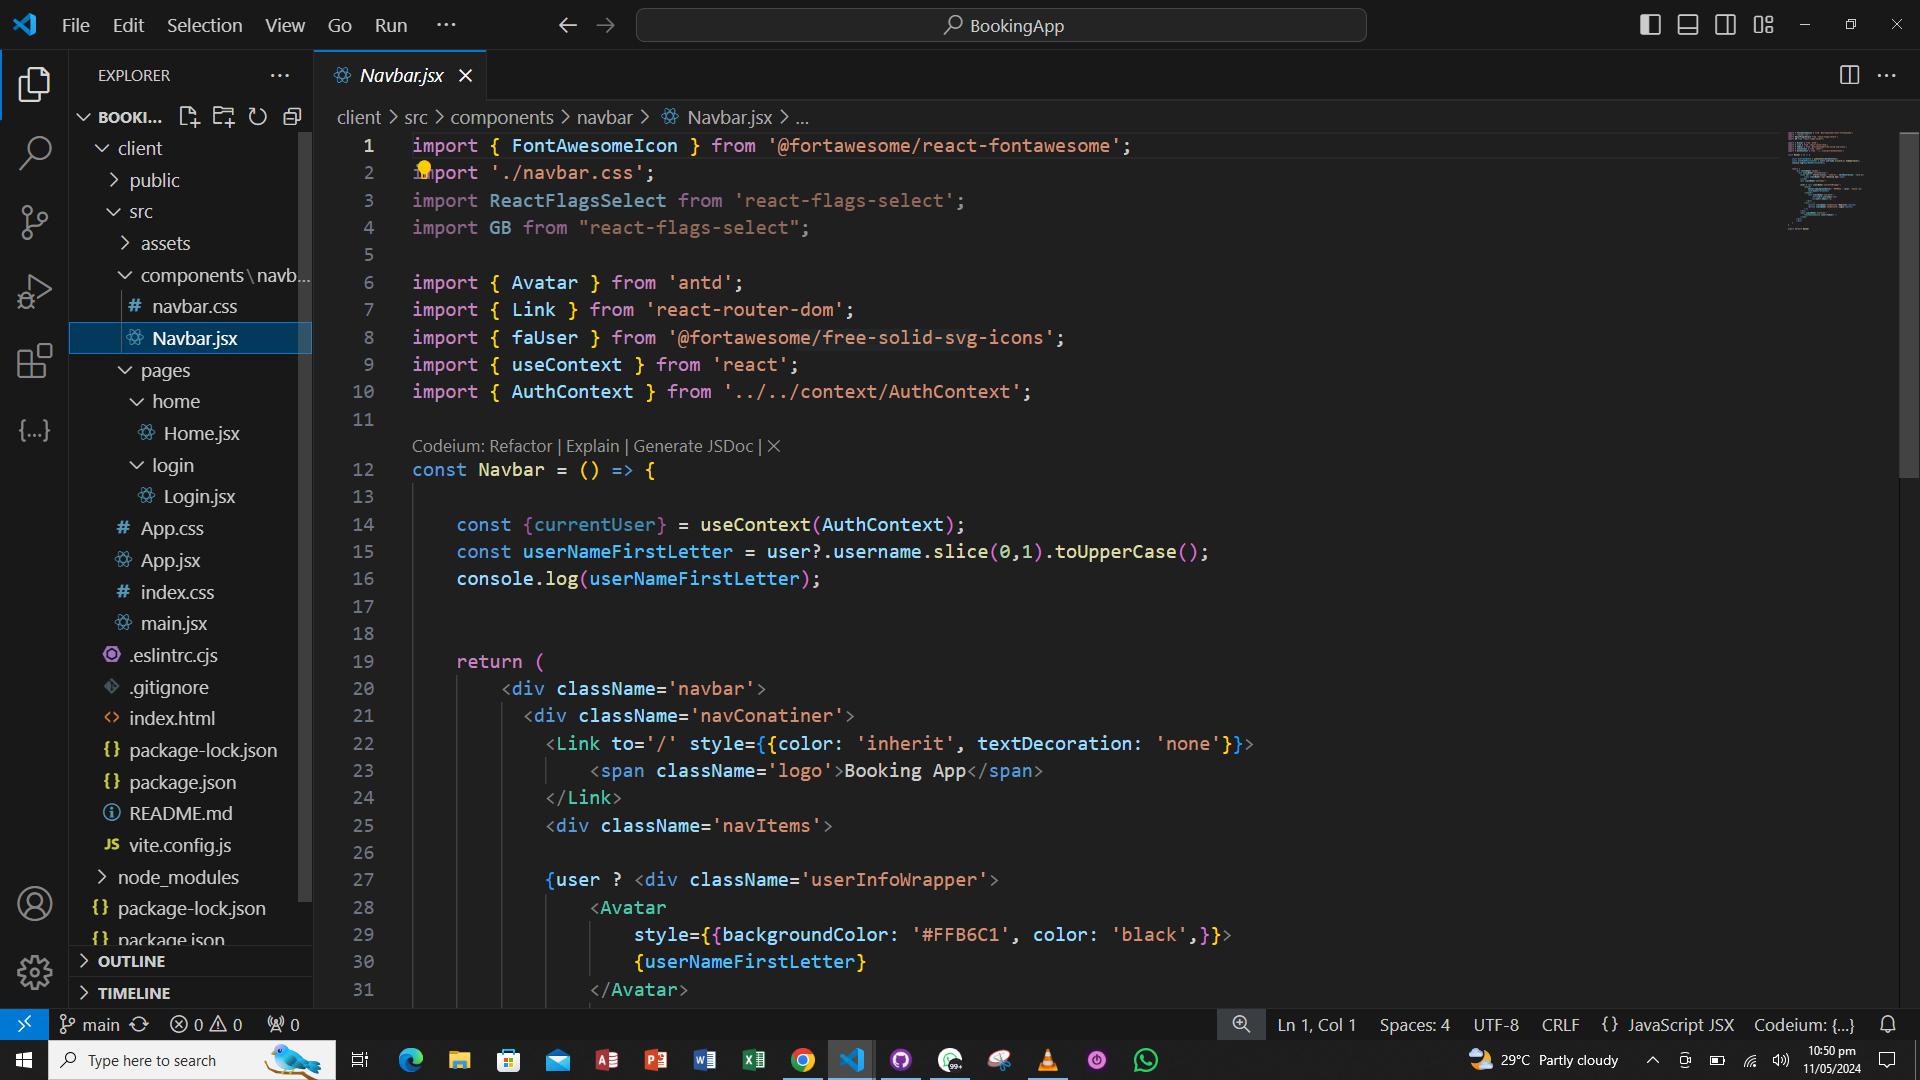 File Edit Selection View Go Run ···
BookingApp
EXPLORER
Navbar.jsx
BOOKI...
client > src > components > navbar > Navbar.jsx > ...
client
public
src
assets
components\navb...
# navbar.css
Navbar.jsx
pages
home
Home.jsx
login
Login.jsx
# App.css
App.jsx
# index.css
main.jsx
.eslintrc.cjs
.gitignore
<> index.html
{} package-lock.json
{} package.json
README.md
JS vite.config.js
node_modules
{} package-lock.json
{} package.json
OUTLINE
TIMELINE
1 import { FontAwesomeIcon } from '@fortawesome/react-fontawesome';
2 import './navbar.css';
3 import ReactFlagsSelect from 'react-flags-select';
4 import GB from "react-flags-select";
5
6 import { Avatar } from 'antd';
7 import { Link } from 'react-router-dom';
8 import { faUser } from '@fortawesome/free-solid-svg-icons';
9 import { useContext } from 'react';
10 import { AuthContext } from '../../context/AuthContext';
11
Codeium: Refactor | Explain | Generate JSDoc | X
12 const Navbar = () => {
13
14 const {currentUser} = useContext(AuthContext);
15 const userNameFirstLetter = user?.username.slice(0,1).toUpperCase();
16 console.log(userNameFirstLetter);
17
18
19 return (
20 <div className='navbar'>
21 <div className='navConatiner'>
22 <Link to='/' style={{color: 'inherit', textDecoration: 'none'}}>
23 <span className='logo'>Booking App</span>
24 </Link>
25 <div className='navItems'>
26
27 {user ? <div className='userInfoWrapper'>
28 <Avatar
29 style={{backgroundColor: '#FFB6C1', color: 'black',}}>
30 {userNameFirstLetter}
31 </Avatar>
main 0 0 0
Ln 1, Col 1 Spaces: 4 UTF-8 CRLF {} JavaScript JSX Codeium: {...}
Type here to search
99+
29°C Partly cloudy
10:50 pm
11/05/2024